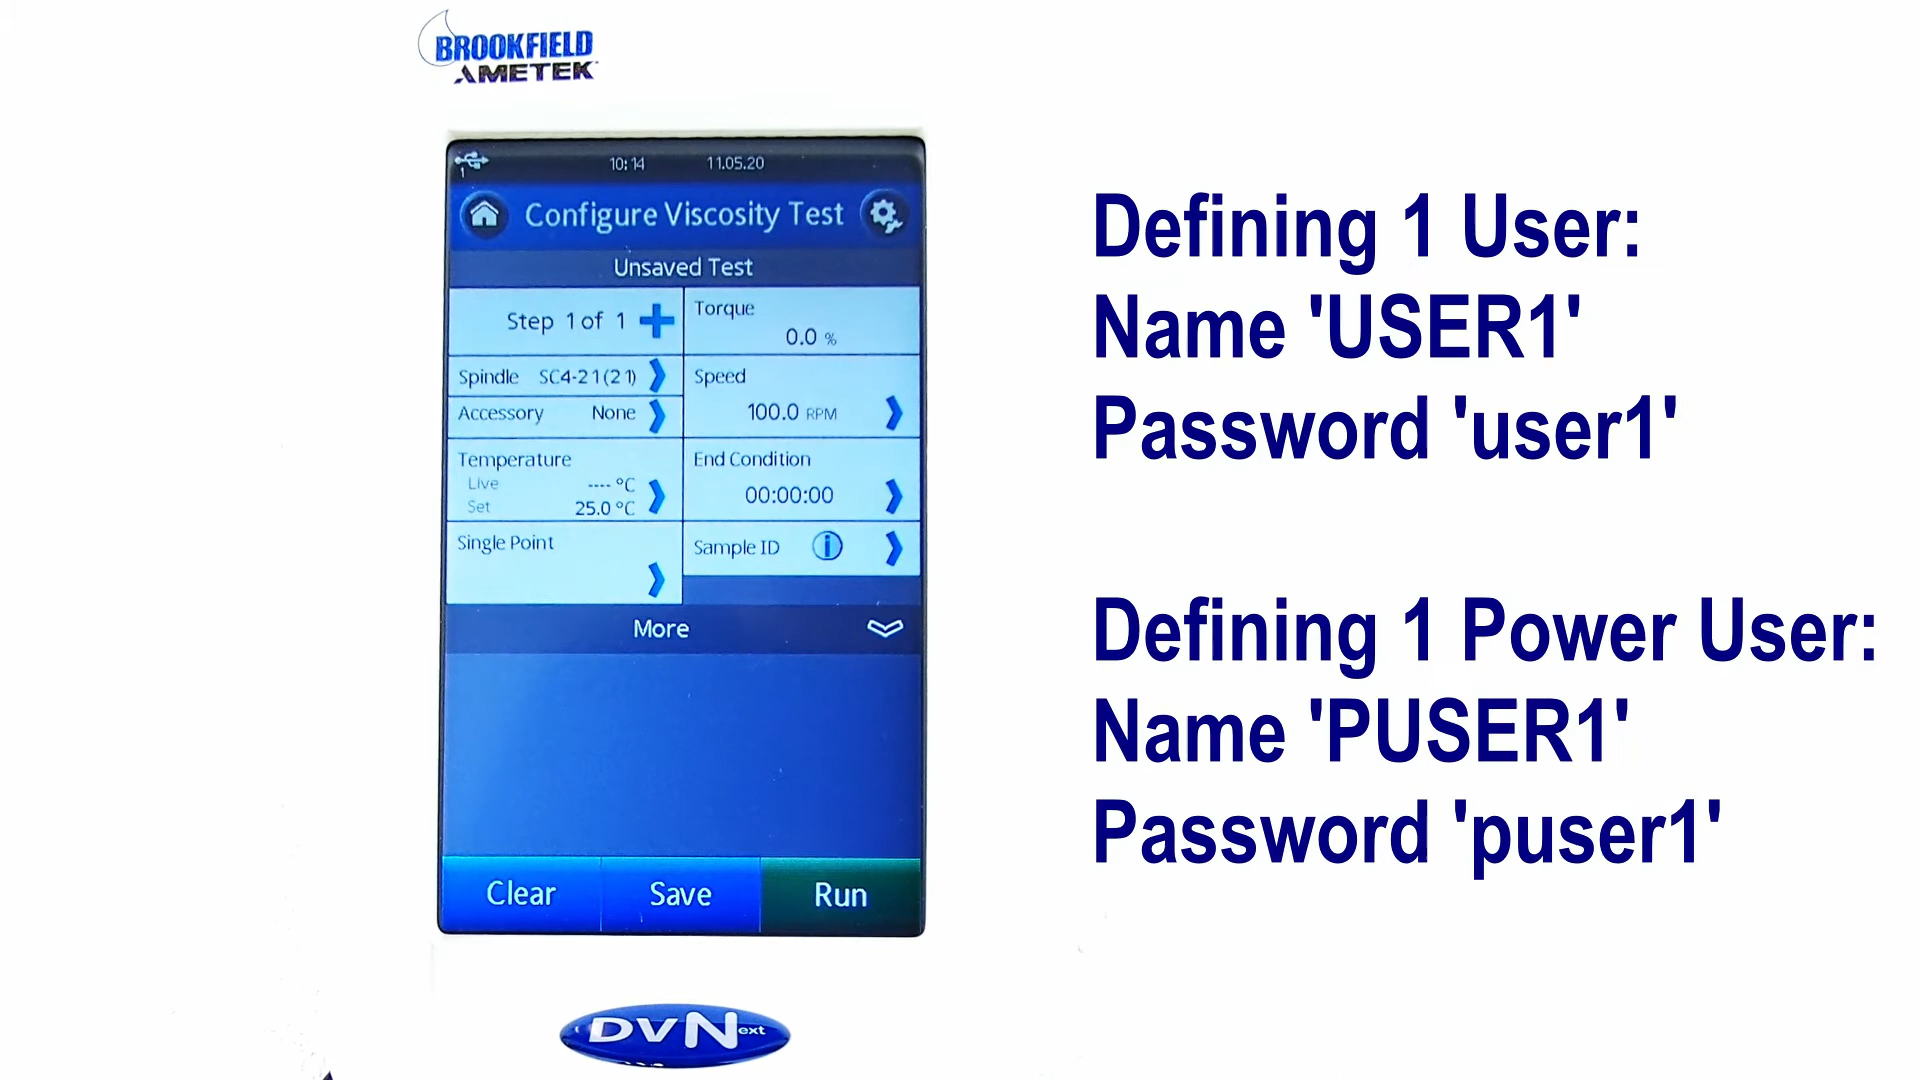 BROOKFIELD
AMETEK
1
10:14 11.05.20
Configure Viscosity Test
Unsaved Test
Step 1 of 1
Torque
0.0 %
Spindle SC4-21(21)
Speed
100.0 RPM
Accessory None
Temperature
Live ---- °C
Set 25.0 °C
End Condition
00:00:00
Single Point
Sample ID
More
Clear Save Run
DVNext
Defining 1 User:
Name 'USER1'
Password 'user1'
Defining 1 Power User:
Name 'PUSER1'
Password 'puser1'